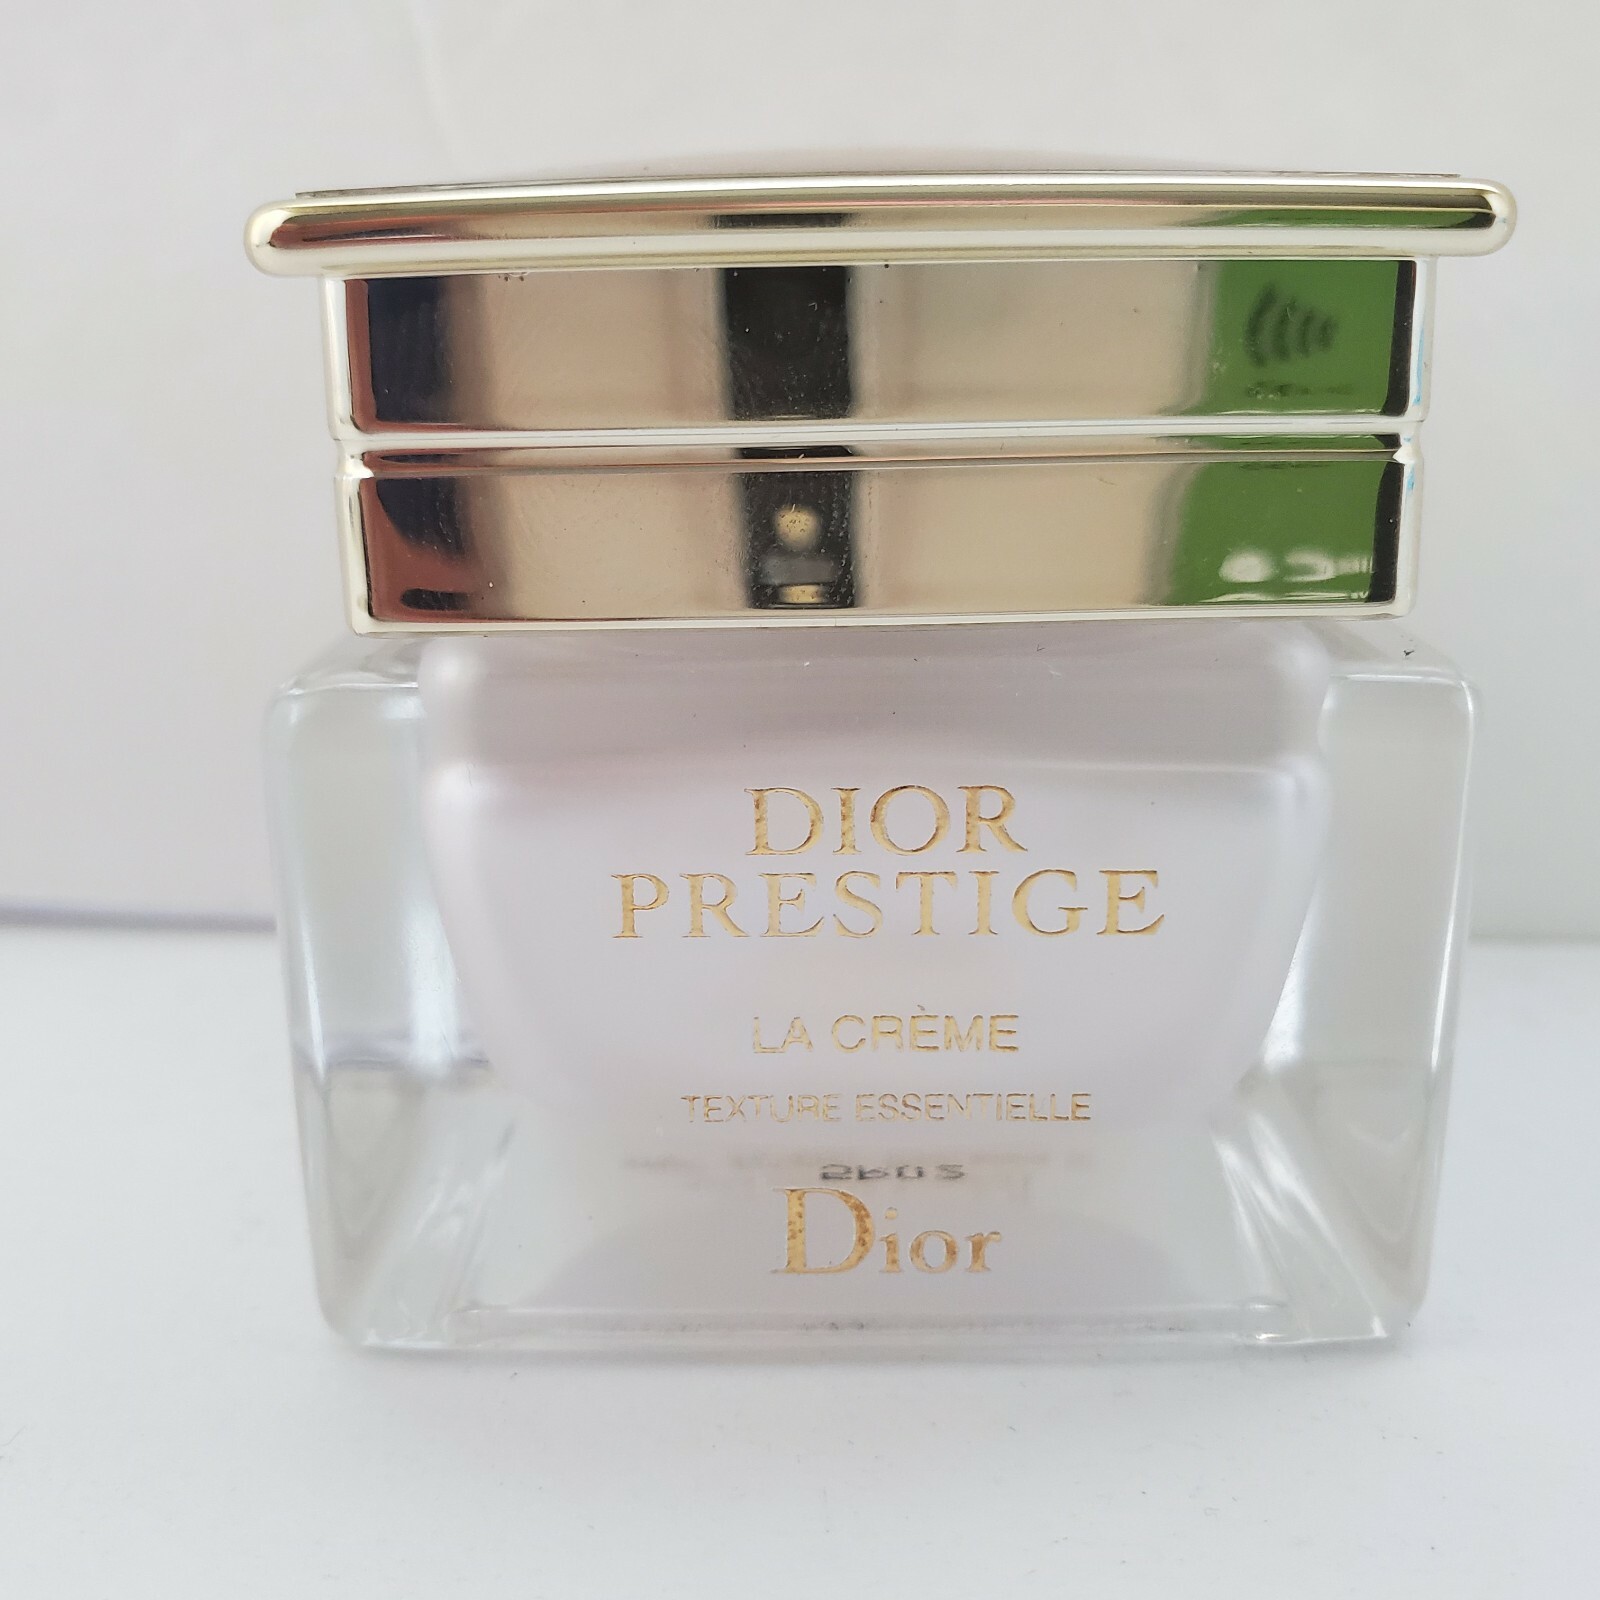 DIOR
PRESTIGE
LA CRÈME
TEXTURE ESSENTIELLE
Dior